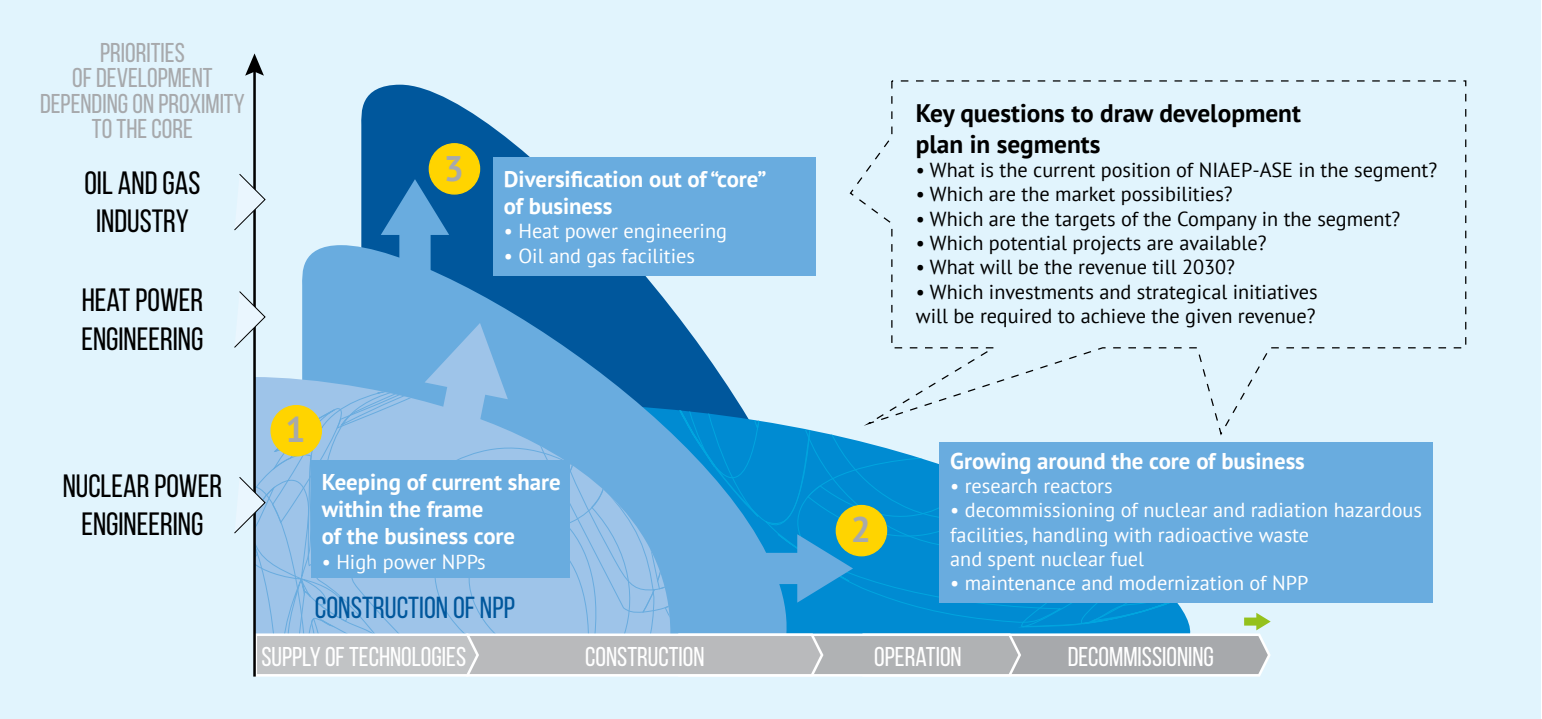 PRIORITIES
OF DEVELOPMENT
DEPENDING ON PROXIMITY
TO THE CORE
OIL AND GAS
INDUSTRY
HEAT POWER
ENGINEERING
NUCLEAR POWER
ENGINEERING
3
Diversification out of “core”
of business
• Heat power engineering
• Oil and gas facilities
Key questions to draw development
plan in segments
• What is the current position of NIAEP-ASE in the segment?
• Which are the market possibilities?
• Which are the targets of the Company in the segment?
• Which potential projects are available?
• What will be the revenue till 2030?
• Which investments and strategical initiatives
will be required to achieve the given revenue?
1
Keeping of current share
within the frame
of the business core
• High power NPPs
CONSTRUCTION OF NPP
2
Growing around the core of business
• research reactors
• decommissioning of nuclear and radiation hazardous
facilities, handling with radioactive waste
and spent nuclear fuel
• maintenance and modernization of NPP
SUPPLY OF TECHNOLOGIES
CONSTRUCTION
OPERATION
DECOMMISSIONING